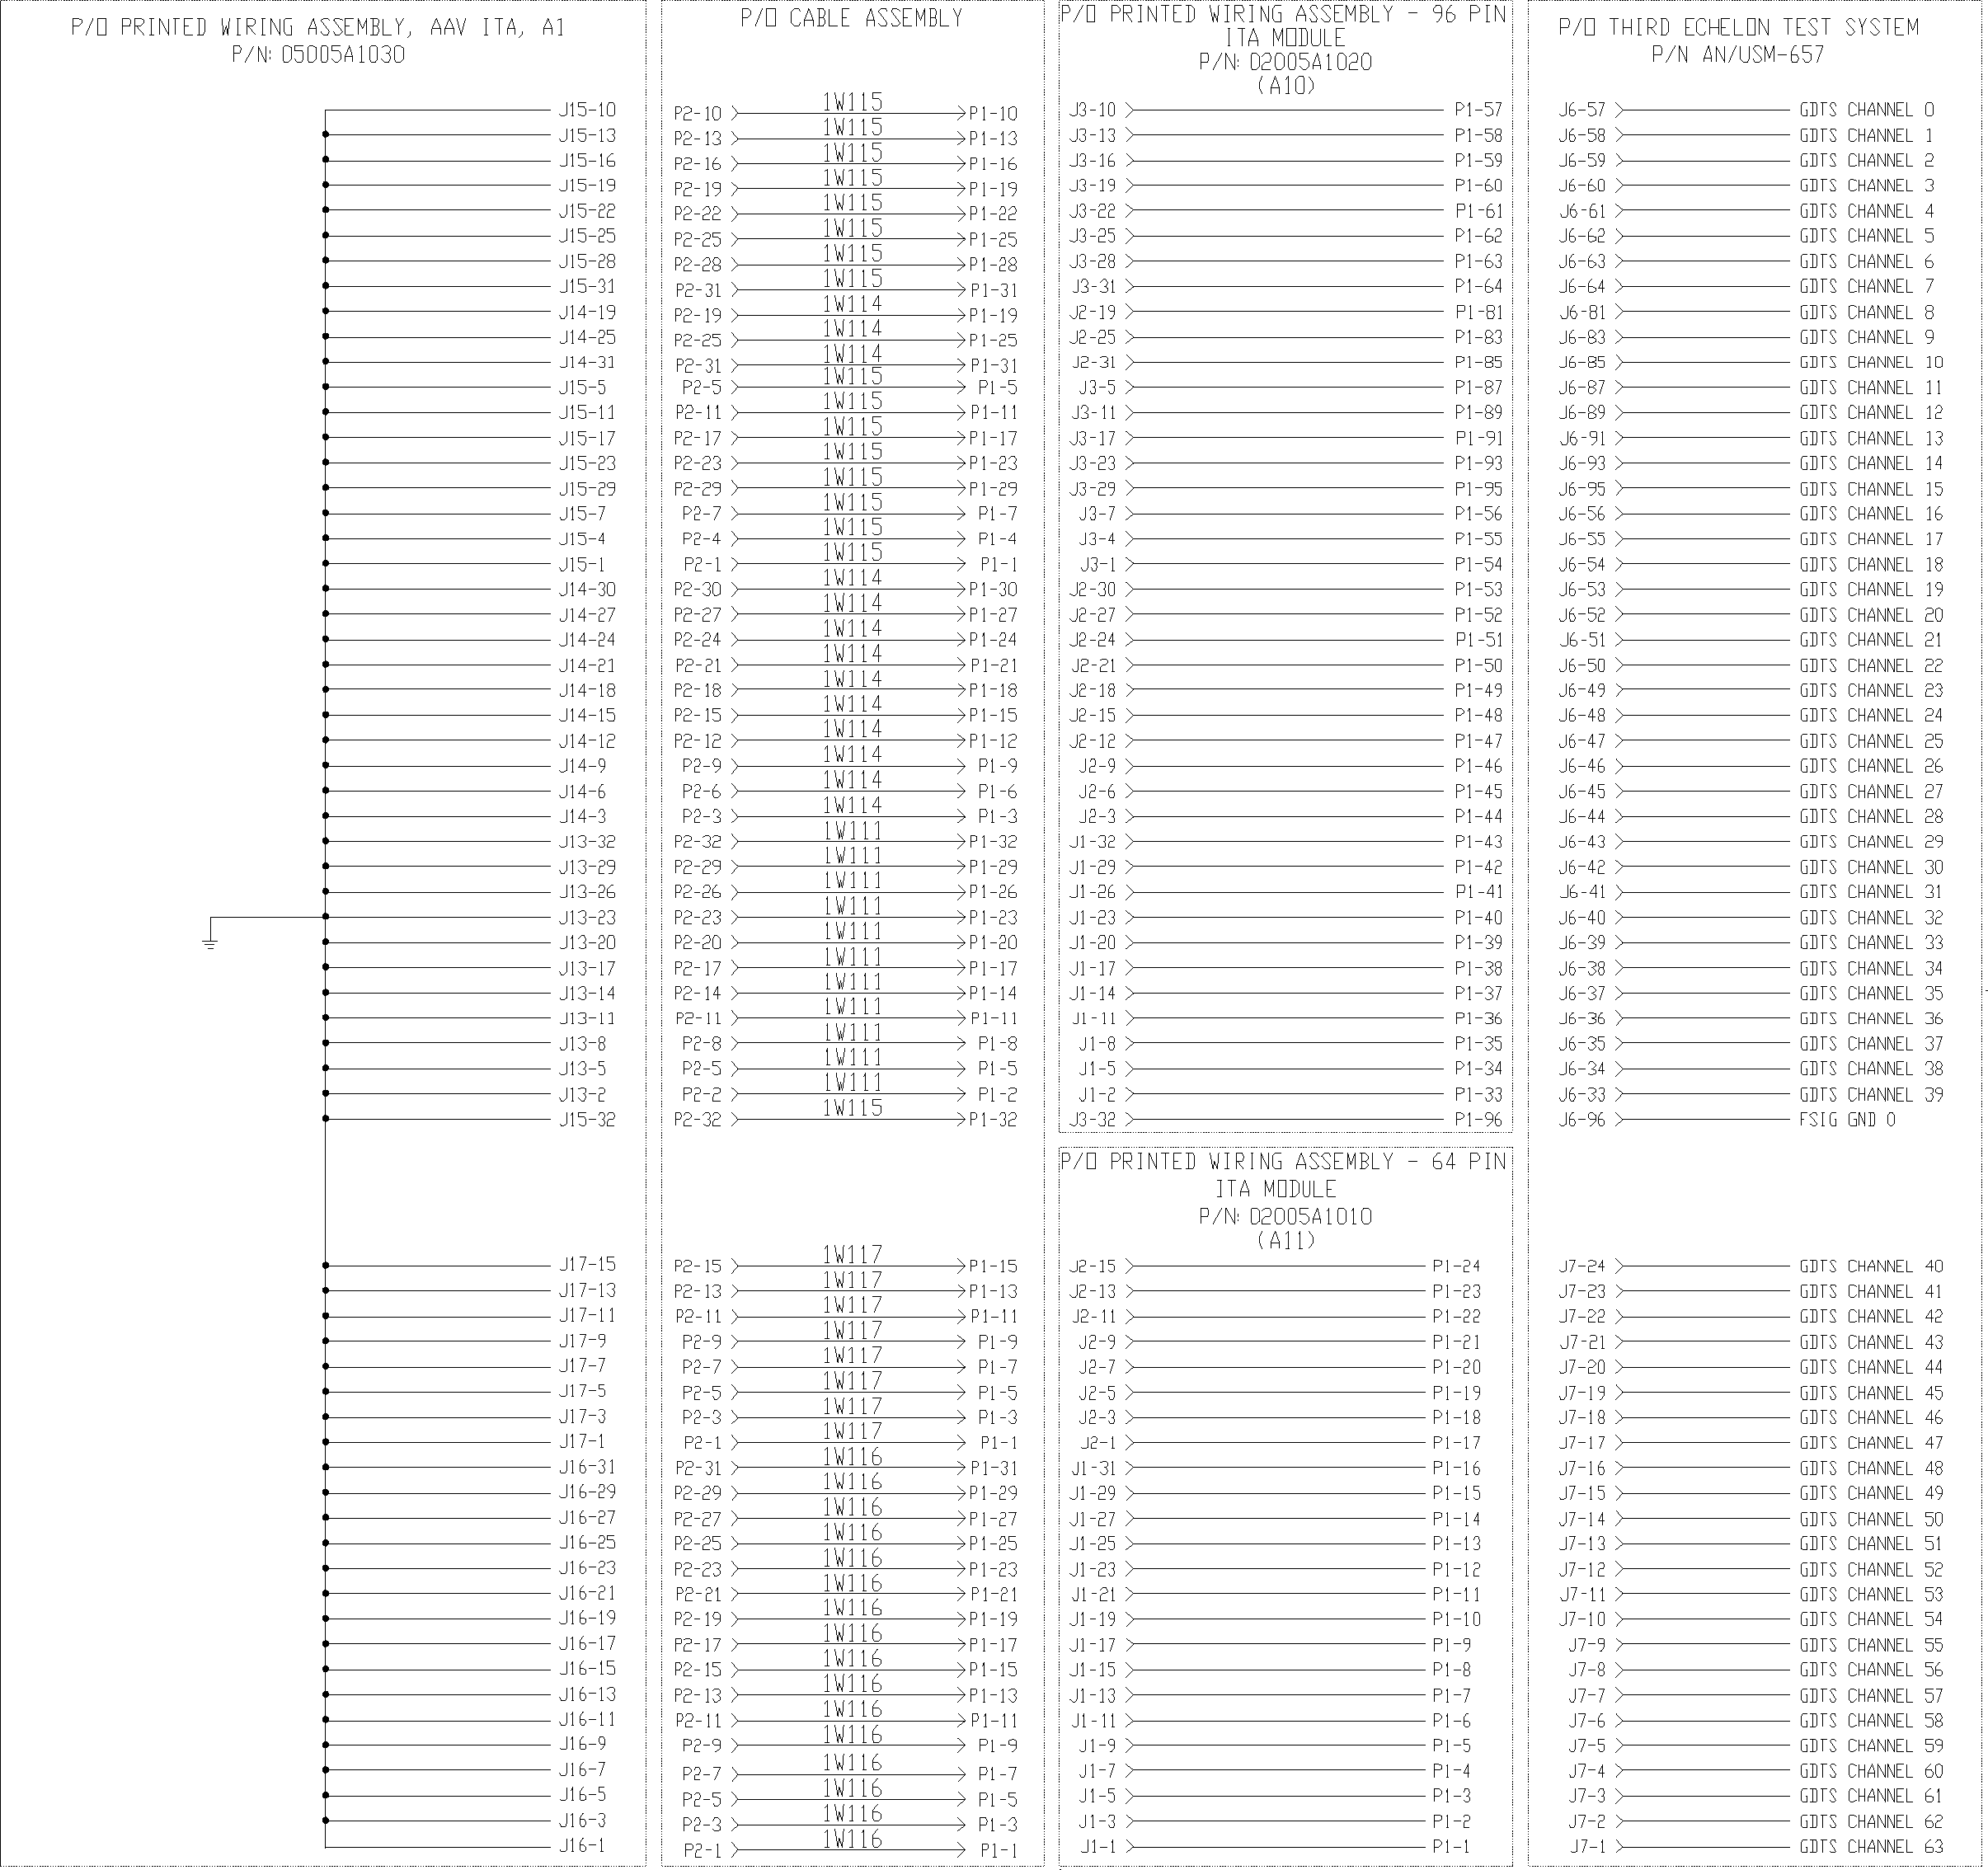 P/O PRINTED WIRING ASSEMBLY, AAV ITA, A1
P/N: 05005A1030
P/O CABLE ASSEMBLY
P/O PRINTED WIRING ASSEMBLY - 96 PIN
ITA MODULE
P/N: 02005A1020
(A10)
P/O THIRD ECHELON TEST SYSTEM
P/N AN/USM-657
J15-10 P2-10 1W115 P1-10 J3-10 P1-57 J6-57 GDTS CHANNEL 0
J15-13 P2-13 1W115 P1-13 J3-13 P1-58 J6-58 GDTS CHANNEL 1
J15-16 P2-16 1W115 P1-16 J3-16 P1-59 J6-59 GDTS CHANNEL 2
J15-19 P2-19 1W115 P1-19 J3-19 P1-60 J6-60 GDTS CHANNEL 3
J15-22 P2-22 1W115 P1-22 J3-22 P1-61 J6-61 GDTS CHANNEL 4
J15-25 P2-25 1W115 P1-25 J3-25 P1-62 J6-62 GDTS CHANNEL 5
J15-28 P2-28 1W115 P1-28 J3-28 P1-63 J6-63 GDTS CHANNEL 6
J15-31 P2-31 1W115 P1-31 J3-31 P1-64 J6-64 GDTS CHANNEL 7
J14-19 P2-19 1W114 P1-19 J2-19 P1-81 J6-81 GDTS CHANNEL 8
J14-25 P2-25 1W114 P1-25 J2-25 P1-83 J6-83 GDTS CHANNEL 9
J14-31 P2-31 1W114 P1-31 J2-31 P1-85 J6-85 GDTS CHANNEL 10
J15-5 P2-5 1W115 P1-5 J3-5 P1-87 J6-87 GDTS CHANNEL 11
J15-11 P2-11 1W115 P1-11 J3-11 P1-89 J6-89 GDTS CHANNEL 12
J15-17 P2-17 1W115 P1-17 J3-17 P1-91 J6-91 GDTS CHANNEL 13
J15-23 P2-23 1W115 P1-23 J3-23 P1-93 J6-93 GDTS CHANNEL 14
J15-29 P2-29 1W115 P1-29 J3-29 P1-95 J6-95 GDTS CHANNEL 15
J15-7 P2-7 1W115 P1-7 J3-7 P1-56 J6-56 GDTS CHANNEL 16
J15-4 P2-4 1W115 P1-4 J3-4 P1-55 J6-55 GDTS CHANNEL 17
J15-1 P2-1 1W115 P1-1 J3-1 P1-54 J6-54 GDTS CHANNEL 18
J14-30 P2-30 1W114 P1-30 J2-30 P1-53 J6-53 GDTS CHANNEL 19
J14-27 P2-27 1W114 P1-27 J2-27 P1-52 J6-52 GDTS CHANNEL 20
J14-24 P2-24 1W114 P1-24 J2-24 P1-51 J6-51 GDTS CHANNEL 21
J14-21 P2-21 1W114 P1-21 J2-21 P1-50 J6-50 GDTS CHANNEL 22
J14-18 P2-18 1W114 P1-18 J2-18 P1-49 J6-49 GDTS CHANNEL 23
J14-15 P2-15 1W114 P1-15 J2-15 P1-48 J6-48 GDTS CHANNEL 24
J14-12 P2-12 1W114 P1-12 J2-12 P1-47 J6-47 GDTS CHANNEL 25
J14-9 P2-9 1W114 P1-9 J2-9 P1-46 J6-46 GDTS CHANNEL 26
J14-6 P2-6 1W114 P1-6 J2-6 P1-45 J6-45 GDTS CHANNEL 27
J14-3 P2-3 1W114 P1-3 J2-3 P1-44 J6-44 GDTS CHANNEL 28
J13-32 P2-32 1W111 P1-32 J1-32 P1-43 J6-43 GDTS CHANNEL 29
J13-29 P2-29 1W111 P1-29 J1-29 P1-42 J6-42 GDTS CHANNEL 30
J13-26 P2-26 1W111 P1-26 J1-26 P1-41 J6-41 GDTS CHANNEL 31
J13-23 P2-23 1W111 P1-23 J1-23 P1-40 J6-40 GDTS CHANNEL 32
J13-20 P2-20 1W111 P1-20 J1-20 P1-39 J6-39 GDTS CHANNEL 33
J13-17 P2-17 1W111 P1-17 J1-17 P1-38 J6-38 GDTS CHANNEL 34
J13-14 P2-14 1W111 P1-14 J1-14 P1-37 J6-37 GDTS CHANNEL 35
J13-11 P2-11 1W111 P1-11 J1-11 P1-36 J6-36 GDTS CHANNEL 36
J13-8 P2-8 1W111 P1-8 J1-8 P1-35 J6-35 GDTS CHANNEL 37
J13-5 P2-5 1W111 P1-5 J1-5 P1-34 J6-34 GDTS CHANNEL 38
J13-2 P2-2 1W111 P1-2 J1-2 P1-33 J6-33 GDTS CHANNEL 39
J15-32 P2-32 1W115 P1-32 J3-32 P1-96 J6-96 FSIG GND 0
P/O PRINTED WIRING ASSEMBLY - 64 PIN
ITA MODULE
P/N: 02005A1010
(A11)
J17-15 P2-15 1W117 P1-15 J2-15 P1-24 J7-24 GDTS CHANNEL 40
J17-13 P2-13 1W117 P1-13 J2-13 P1-23 J7-23 GDTS CHANNEL 41
J17-11 P2-11 1W117 P1-11 J2-11 P1-22 J7-22 GDTS CHANNEL 42
J17-9 P2-9 1W117 P1-9 J2-9 P1-21 J7-21 GDTS CHANNEL 43
J17-7 P2-7 1W117 P1-7 J2-7 P1-20 J7-20 GDTS CHANNEL 44
J17-5 P2-5 1W117 P1-5 J2-5 P1-19 J7-19 GDTS CHANNEL 45
J17-3 P2-3 1W117 P1-3 J2-3 P1-18 J7-18 GDTS CHANNEL 46
J17-1 P2-1 1W117 P1-1 J2-1 P1-17 J7-17 GDTS CHANNEL 47
J16-31 P2-31 1W116 P1-31 J1-31 P1-16 J7-16 GDTS CHANNEL 48
J16-29 P2-29 1W116 P1-29 J1-29 P1-15 J7-15 GDTS CHANNEL 49
J16-27 P2-27 1W116 P1-27 J1-27 P1-14 J7-14 GDTS CHANNEL 50
J16-25 P2-25 1W116 P1-25 J1-25 P1-13 J7-13 GDTS CHANNEL 51
J16-23 P2-23 1W116 P1-23 J1-23 P1-12 J7-12 GDTS CHANNEL 52
J16-21 P2-21 1W116 P1-21 J1-21 P1-11 J7-11 GDTS CHANNEL 53
J16-19 P2-19 1W116 P1-19 J1-19 P1-10 J7-10 GDTS CHANNEL 54
J16-17 P2-17 1W116 P1-17 J1-17 P1-9 J7-9 GDTS CHANNEL 55
J16-15 P2-15 1W116 P1-15 J1-15 P1-8 J7-8 GDTS CHANNEL 56
J16-13 P2-13 1W116 P1-13 J1-13 P1-7 J7-7 GDTS CHANNEL 57
J16-11 P2-11 1W116 P1-11 J1-11 P1-6 J7-6 GDTS CHANNEL 58
J16-9 P2-9 1W116 P1-9 J1-9 P1-5 J7-5 GDTS CHANNEL 59
J16-7 P2-7 1W116 P1-7 J1-7 P1-4 J7-4 GDTS CHANNEL 60
J16-5 P2-5 1W116 P1-5 J1-5 P1-3 J7-3 GDTS CHANNEL 61
J16-3 P2-3 1W116 P1-3 J1-3 P1-2 J7-2 GDTS CHANNEL 62
J16-1 P2-1 1W116 P1-1 J1-1 P1-1 J7-1 GDTS CHANNEL 63